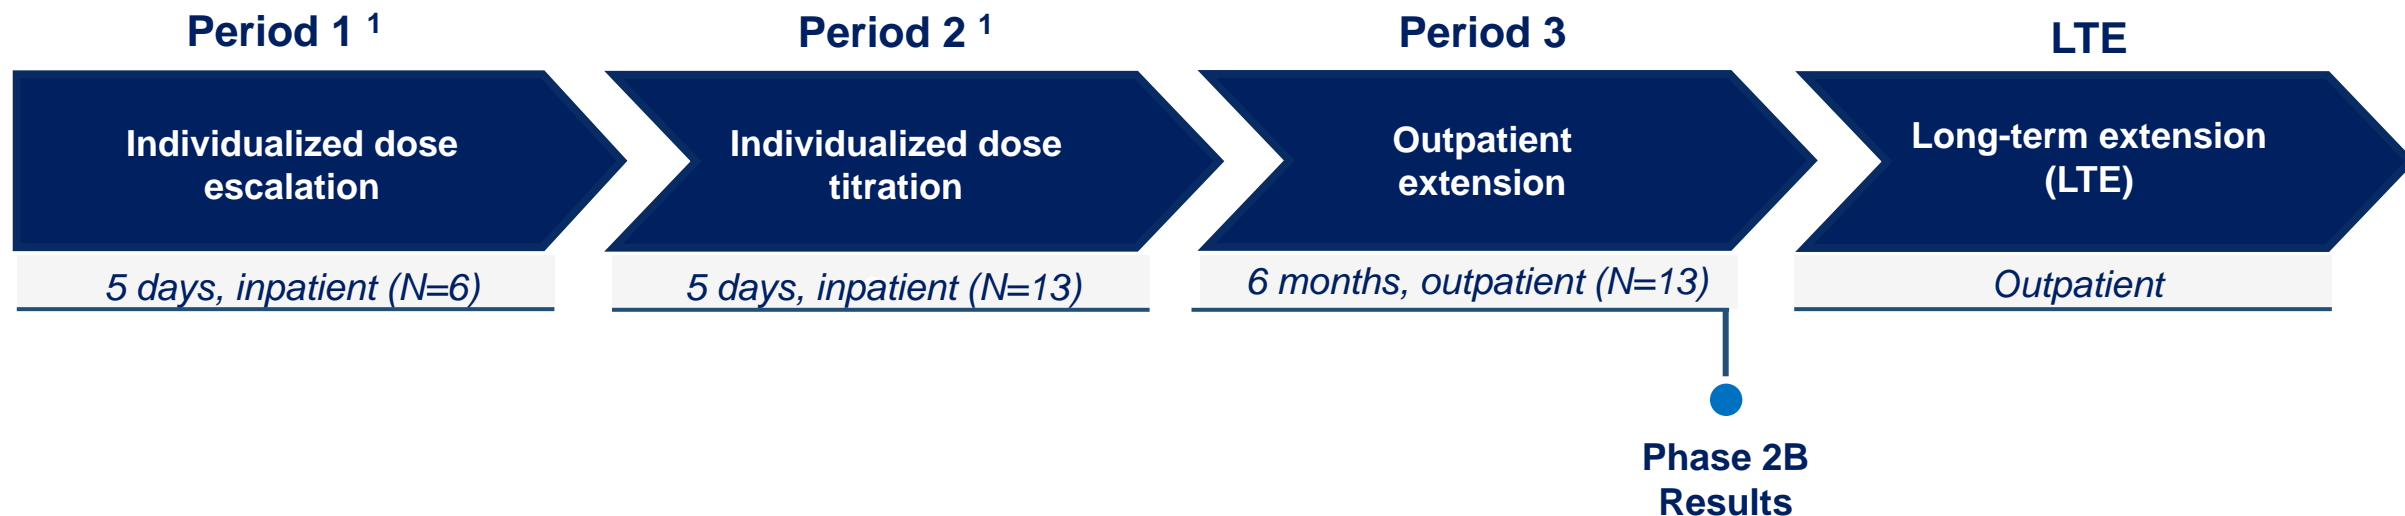 Period 1 ¹
Period 2 ¹
Period 3
LTE
Individualized dose
escalation
Individualized dose
titration
Outpatient
extension
Long-term extension
(LTE)
5 days, inpatient (N=6)
5 days, inpatient (N=13)
6 months, outpatient (N=13)
Outpatient
Phase 2B
Results